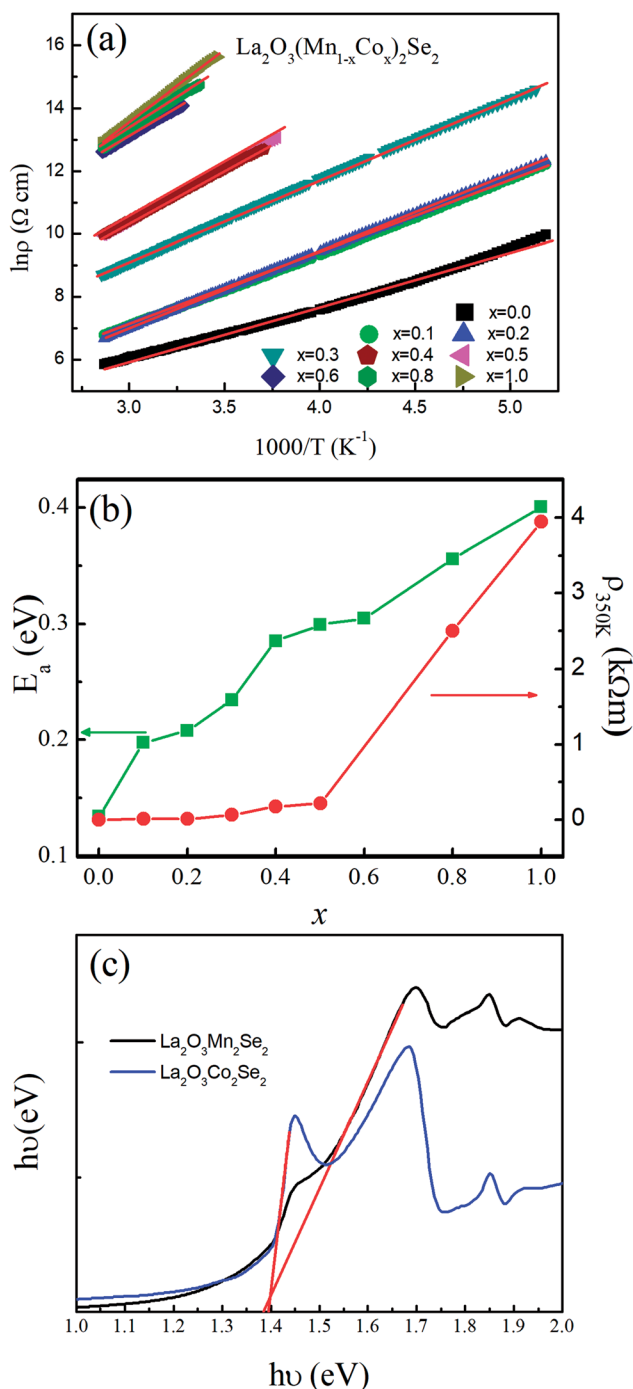 (a)
La₂O₃(Mn₁₋ₓCoₓ)₂Se₂
16
14
12
10
8
6
lnρ (Ω cm)
x=0.0
x=0.1
x=0.2
x=0.3
x=0.4
x=0.5
x=0.6
x=0.8
x=1.0
3.0 3.5 4.0 4.5 5.0
1000/T (K⁻¹)
(b)
0.4
0.3
0.2
0.1
Eₐ (eV)
4
3
2
1
0
ρ₃₅₀K (kΩm)
0.0 0.2 0.4 0.6 0.8 1.0
x
(c)
La₂O₃Mn₂Se₂
La₂O₃Co₂Se₂
hυ(eV)
1.0 1.1 1.2 1.3 1.4 1.5 1.6 1.7 1.8 1.9 2.0
hυ (eV)